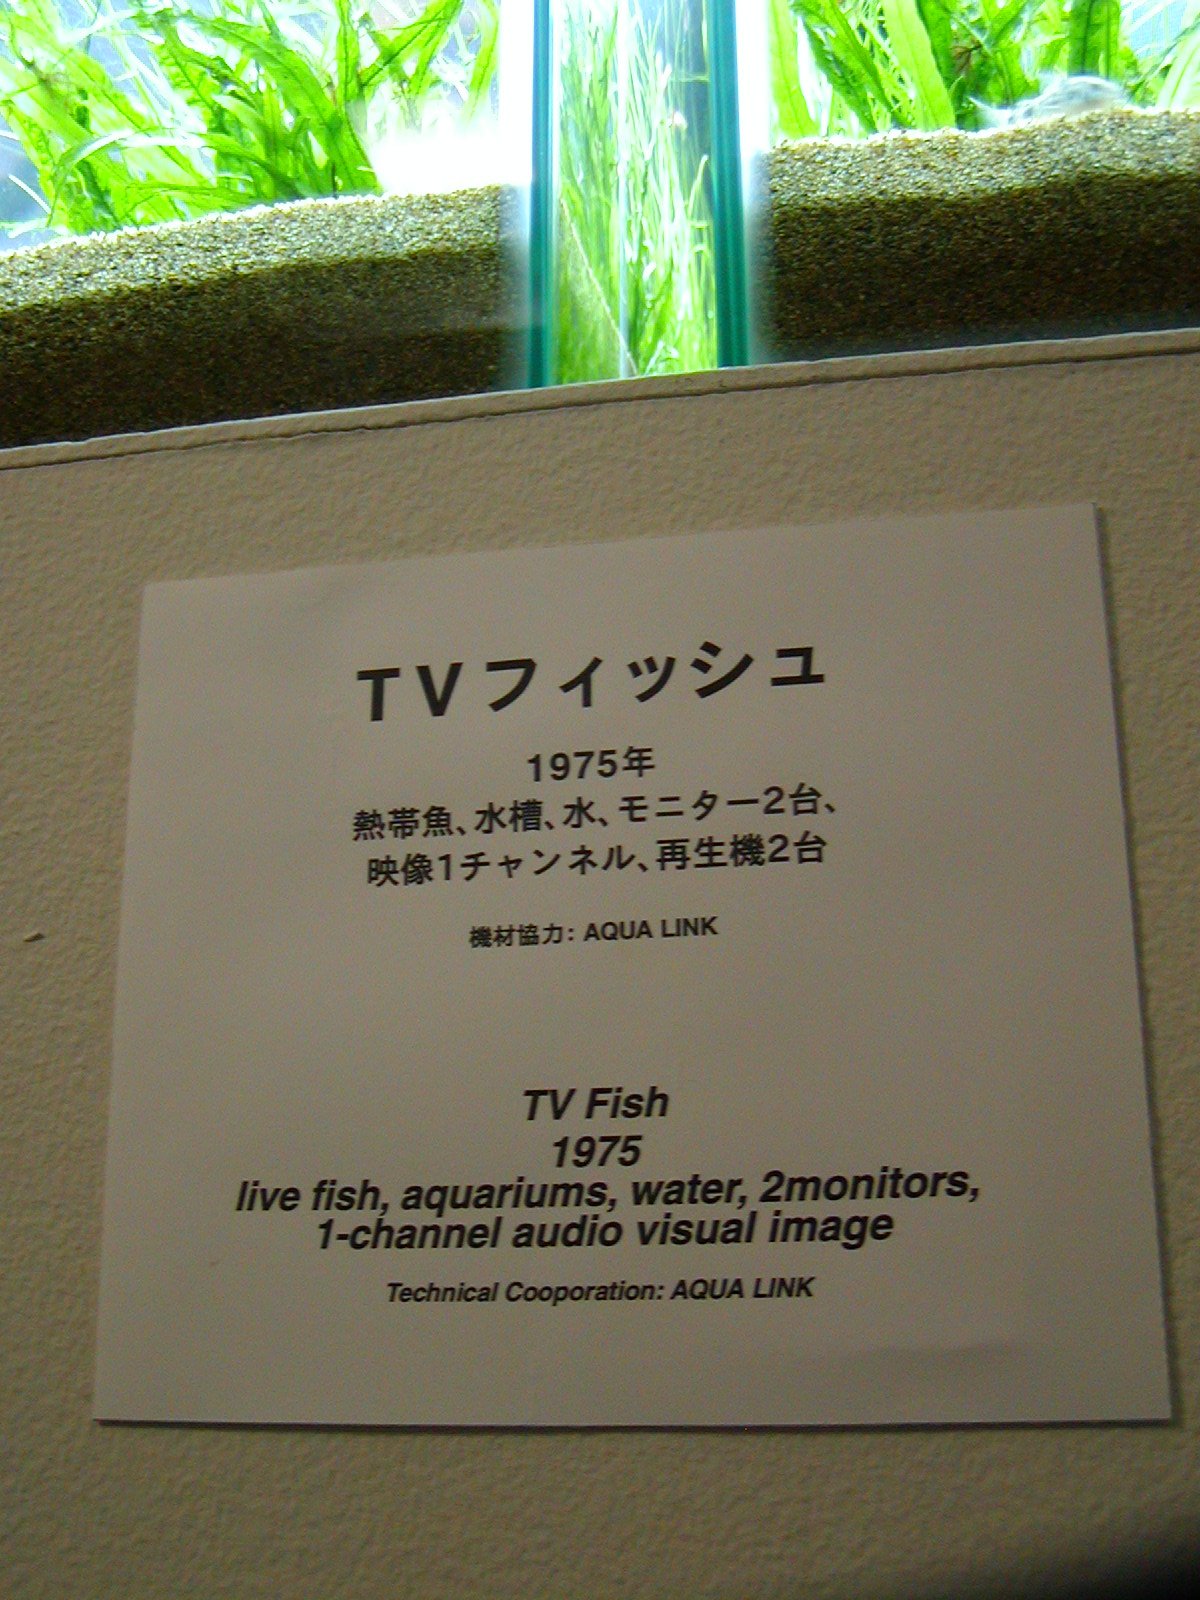 TVフィッシュ
1975年
熱帯魚、水槽、水、モニター2台、
映像1チャンネル、再生機2台
機材協力: AQUA LINK
TV Fish
1975
live fish, aquariums, water, 2monitors,
1-channel audio visual image
Technical Cooporation: AQUA LINK